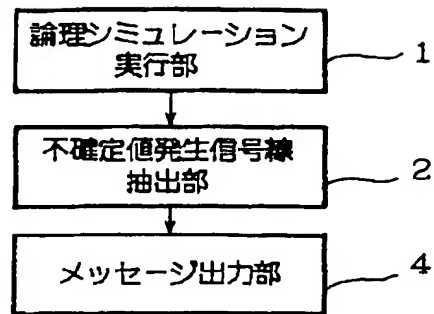 論理シミュレーション
実行部
1
不確定値発生信号線
抽出部
2
メッセージ出力部
4